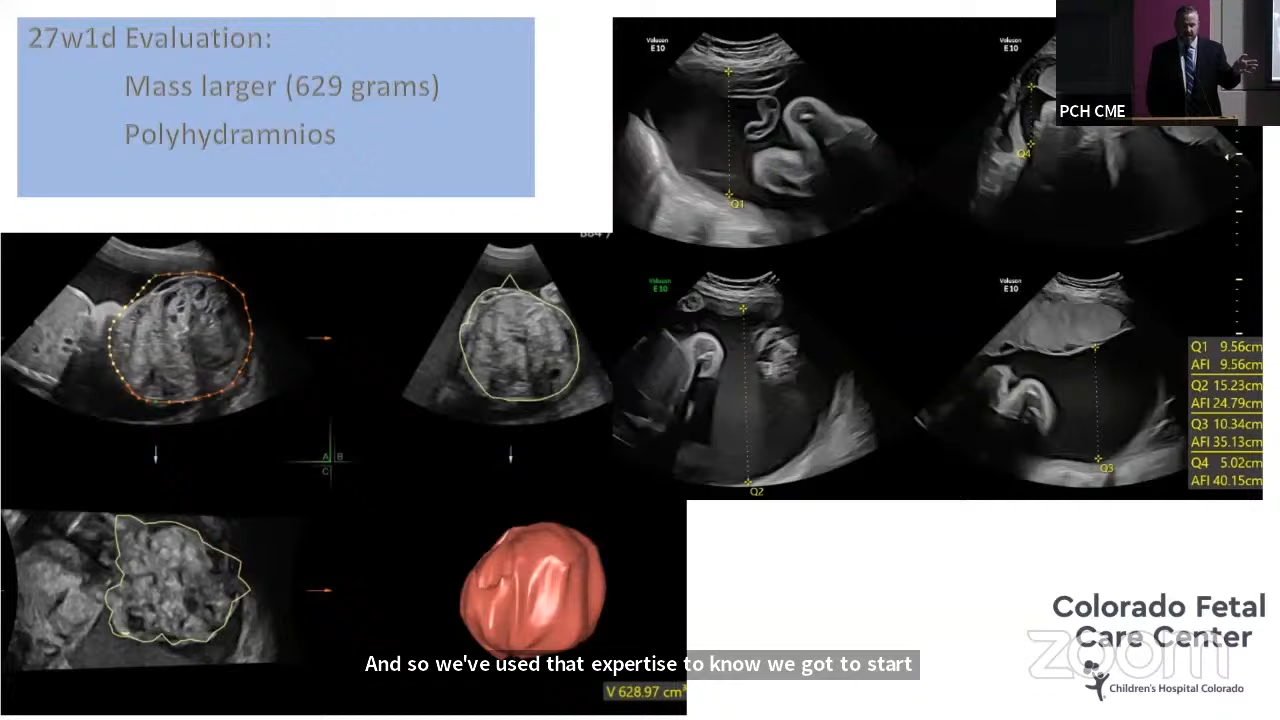 27w1d Evaluation:
Mass larger (629 grams)
Polyhydramnios
Voluson
E10
Q1
Voluson
E10
Q4
PCH CME
A
B
C
Voluson
E10
Q2
Voluson
E10
Q3
Q1 9.56cm
AFI 9.56cm
Q2 15.23cm
AFI 24.79cm
Q3 10.34cm
AFI 35.13cm
Q4 5.02cm
AFI 40.15cm
V 628.97 cm³
And so we've used that expertise to know we got to start
Colorado Fetal
Care Center
zoom
Children's Hospital Colorado